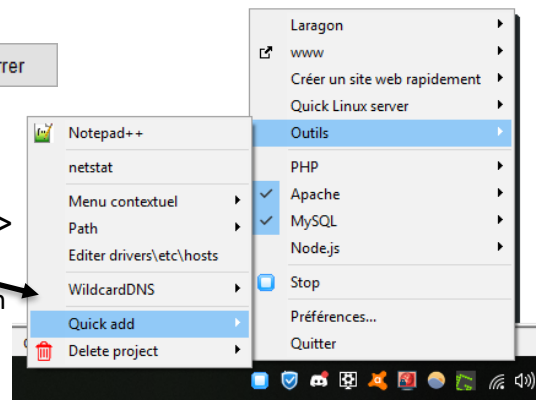 rer
Laragon
www
Créer un site web rapidement
Quick Linux server
Outils
PHP
Apache
MySQL
Node.js
Stop
Préférences...
Quitter
Notepad++
netstat
Menu contextuel
Path
Editer drivers\etc\hosts
WildcardDNS
Quick add
Delete project
>